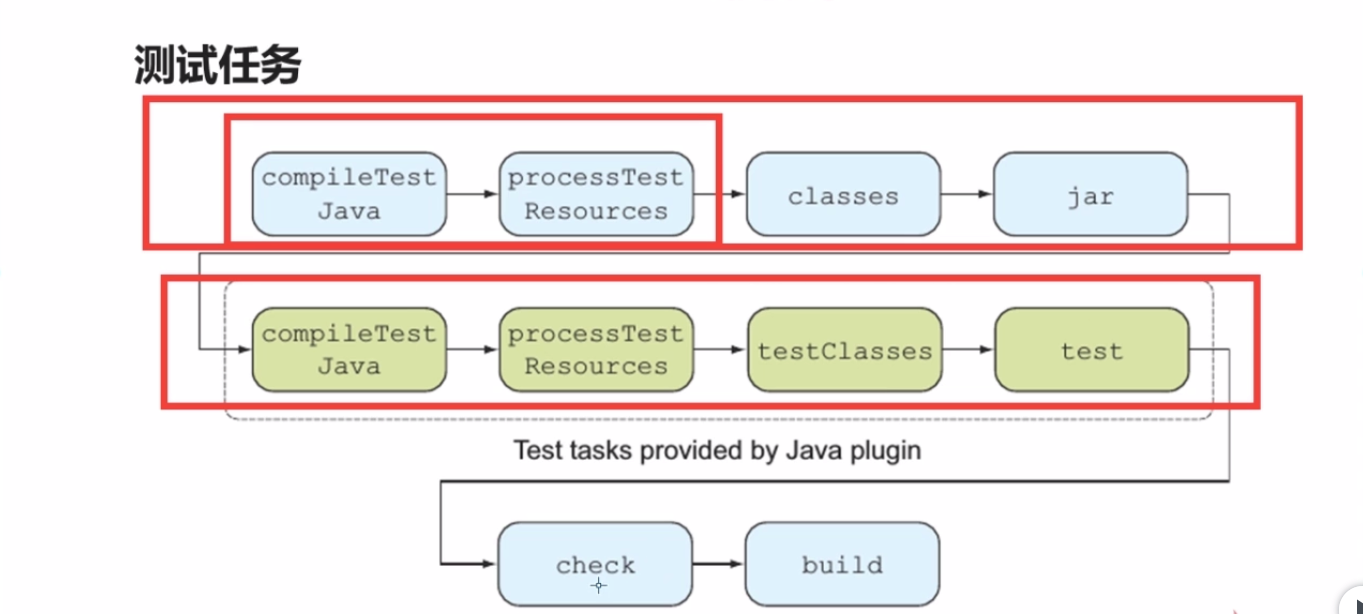 测试任务
compileTest
Java
processTest
Resources
classes
jar
compileTest
Java
processTest
Resources
testClasses
test
Test tasks provided by Java plugin
check
build